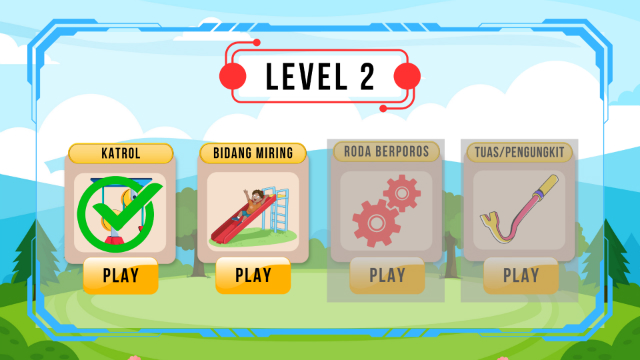 LEVEL 2
KATROL
BIDANG MIRING
RODA BERPOROS
TUAS/PENGUNGKIT
PLAY
PLAY
PLAY
PLAY